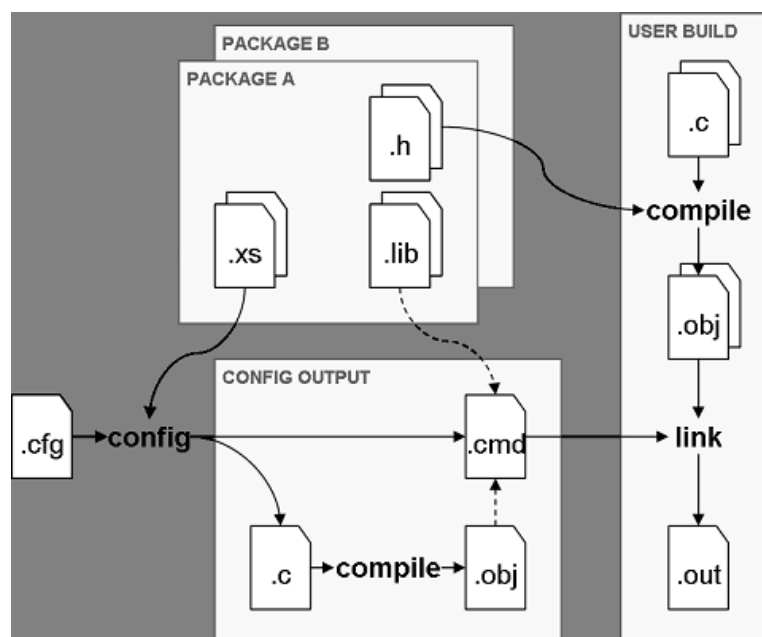 PACKAGE B
USER BUILD
PACKAGE A
.h
.c
compile
.xs
.lib
.obj
CONFIG OUTPUT
.cfg
config
.cmd
link
.c
compile
.obj
.out